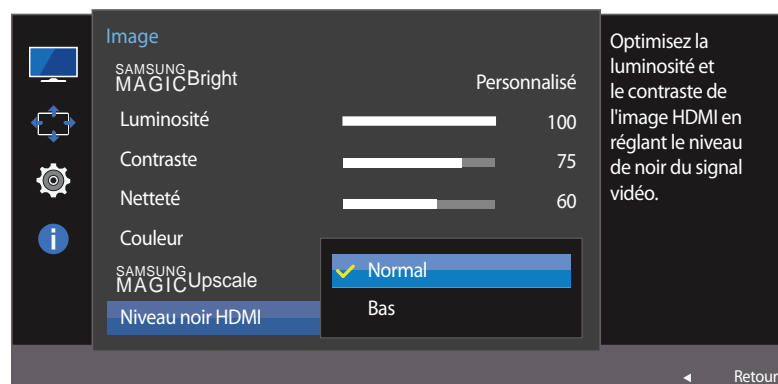 Image
SAMSUNG
MAGICBright Personnalisé
Luminosité 100
Contraste 75
Netteté 60
Couleur
SAMSUNG
MAGICUpscale
Niveau noir HDMI
Normal
Bas
Optimisez la
luminosité et
le contraste de
l'image HDMI en
réglant le niveau
de noir du signal
vidéo.
Retour